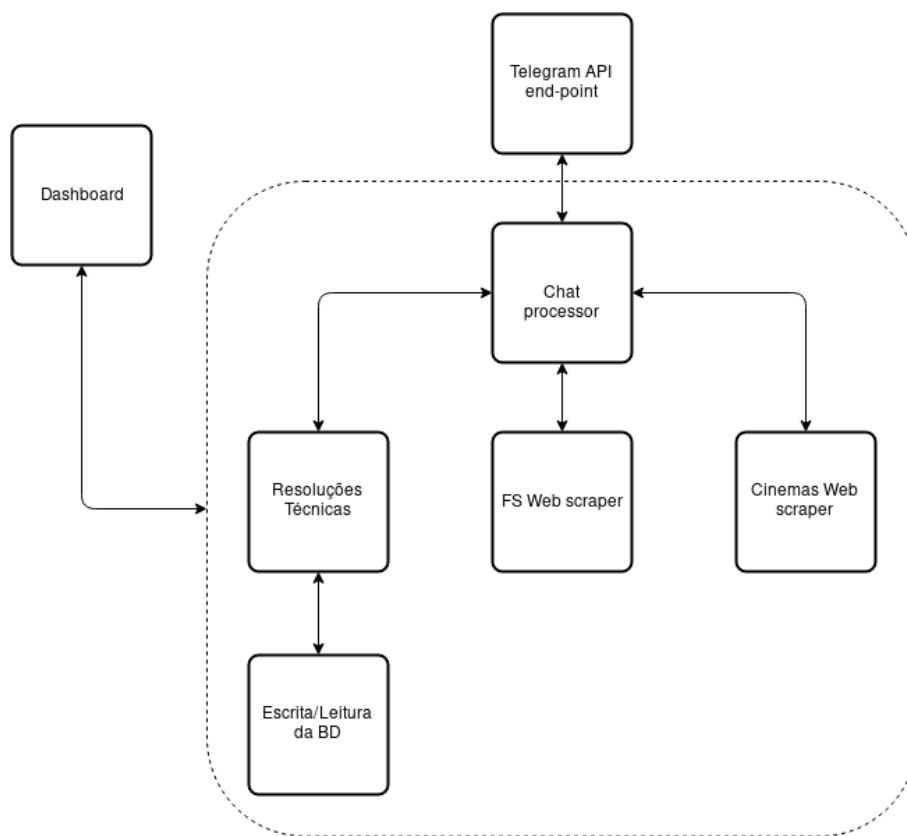 Telegram API
end-point
Dashboard
Chat
processor
Resoluções
Técnicas
FS Web scraper
Cinemas Web
scraper
Escrita/Leitura
da BD